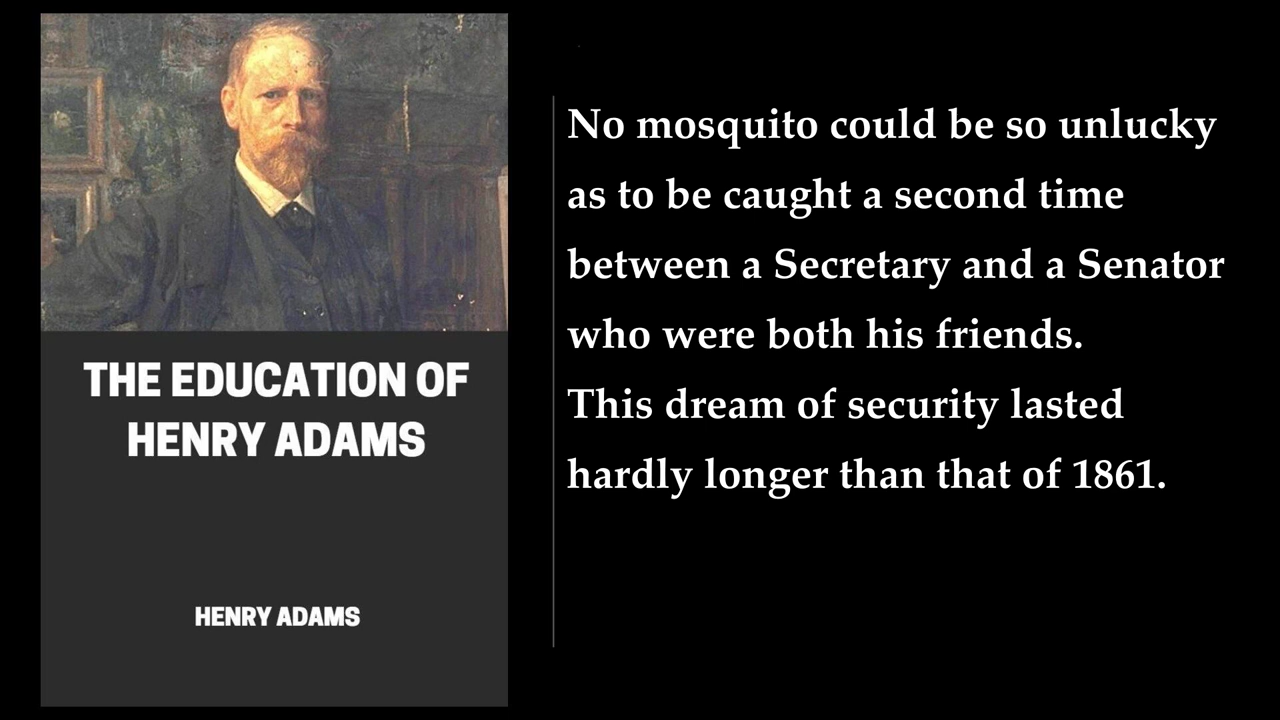 THE EDUCATION OF
HENRY ADAMS
HENRY ADAMS
No mosquito could be so unlucky
as to be caught a second time
between a Secretary and a Senator
who were both his friends.
This dream of security lasted
hardly longer than that of 1861.